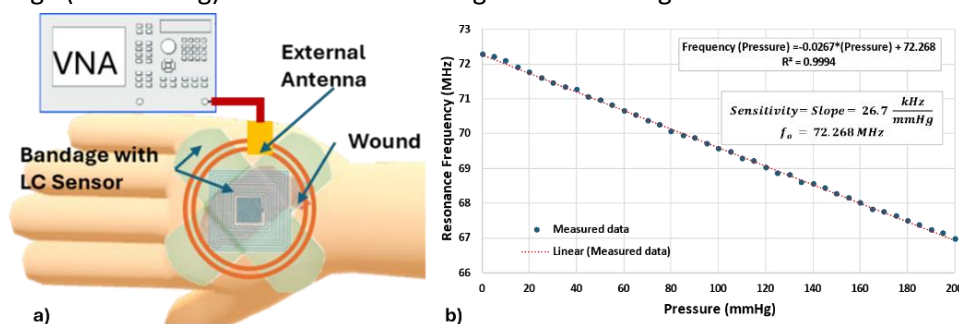 VNA
External
Antenna
Wound
Bandage with
LC Sensor
a)
73
72
71
70
69
68
67
66
Resonance Frequency (MHz)
Frequency (Pressure) =-0.0267*(Pressure) + 72.268
R² = 0.9994
Sensitivity= Slope = 26.7 kHz/mmHg
fₒ = 72.268 MHz
Measured data
Linear (Measured data)
0 20 40 60 80 100 120 140 160 180 200
Pressure (mmHg)
b)